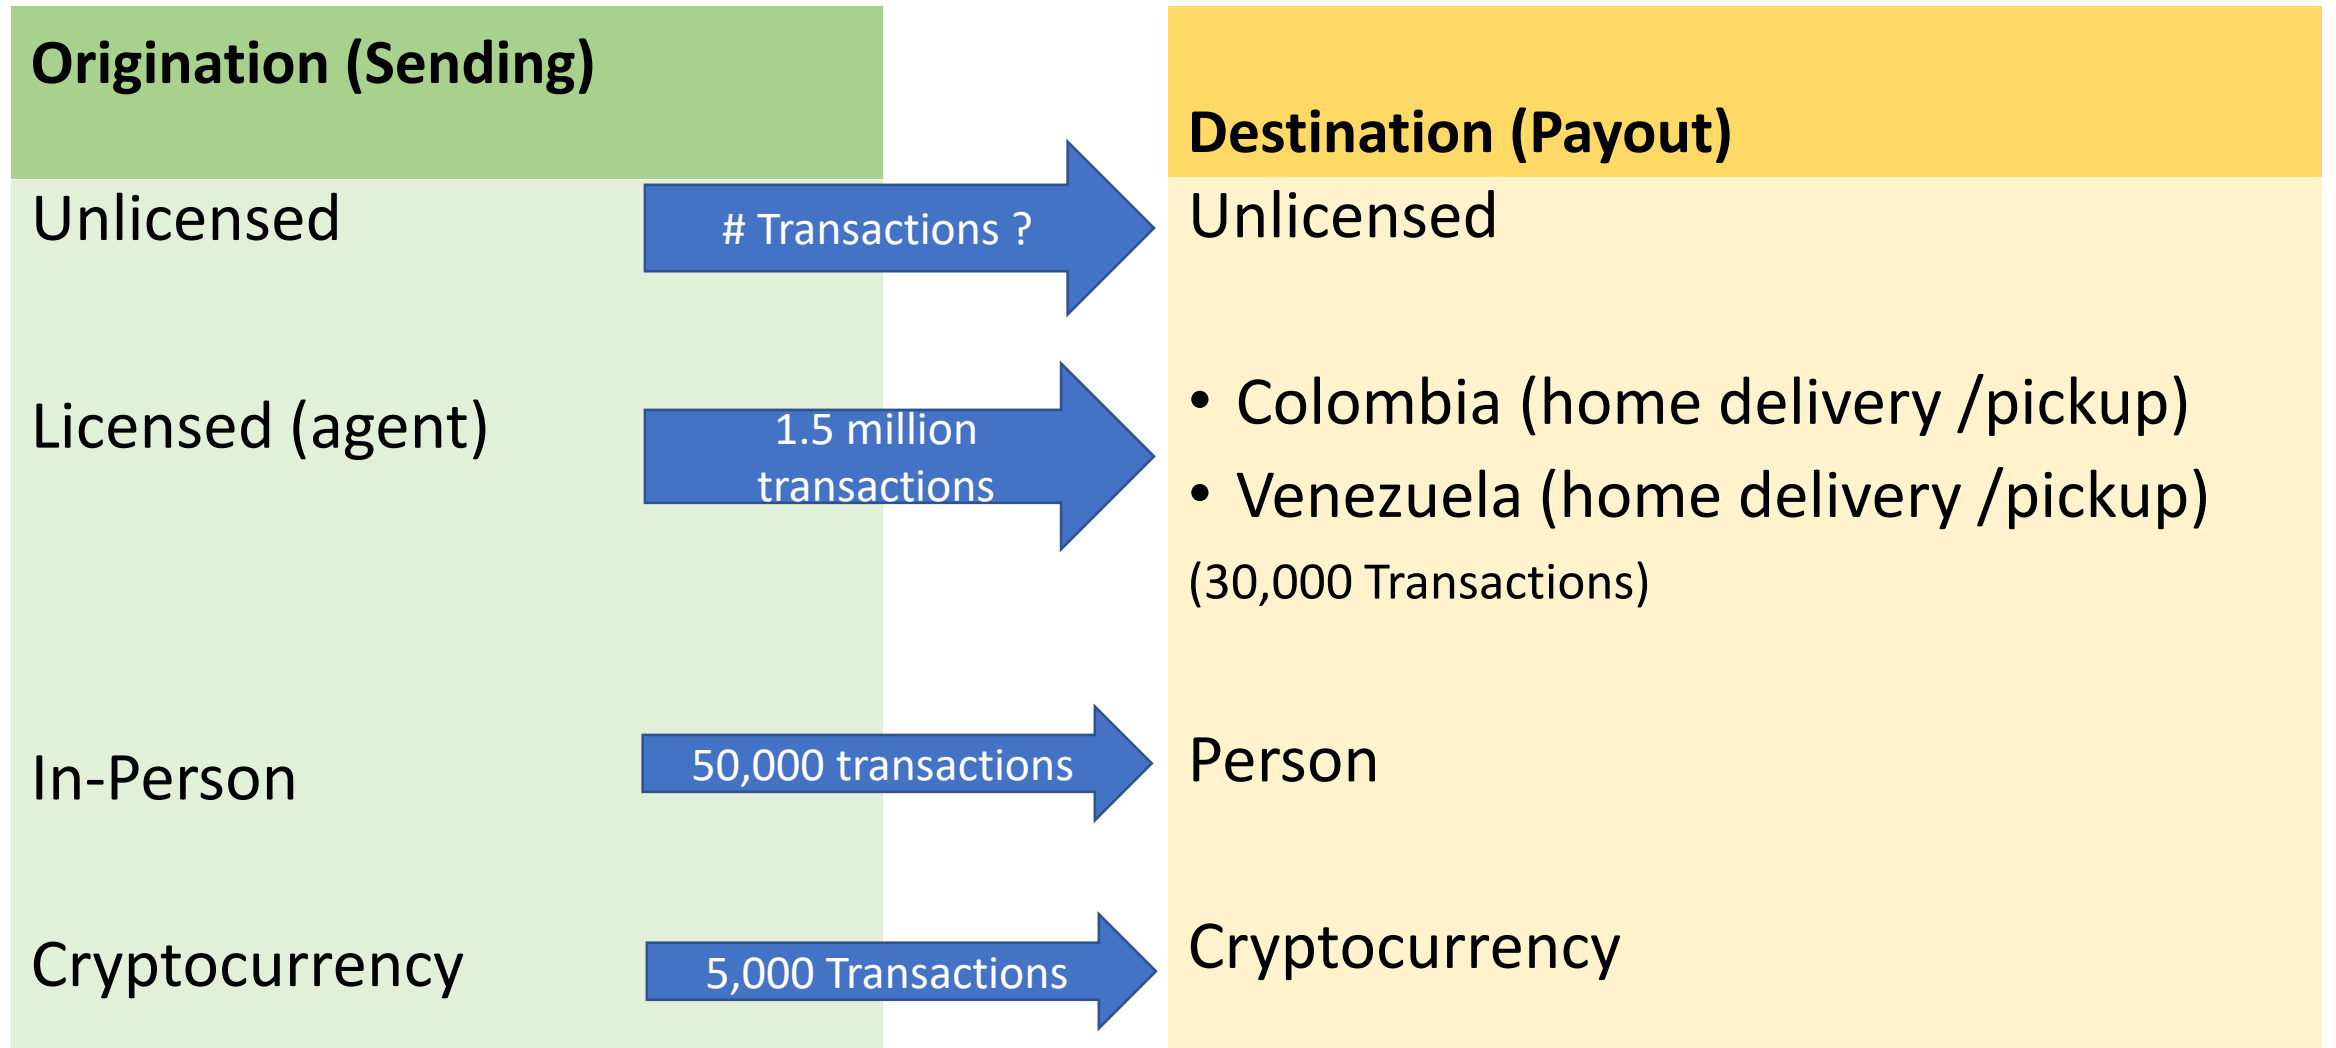 Origination (Sending)
Destination (Payout)
Unlicensed
# Transactions ?
Unlicensed
Licensed (agent)
1.5 million
transactions
• Colombia (home delivery /pickup)
• Venezuela (home delivery /pickup)
(30,000 Transactions)
In-Person
50,000 transactions
Person
Cryptocurrency
5,000 Transactions
Cryptocurrency